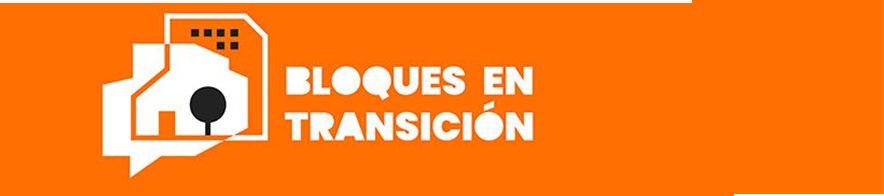 BLOQUES EN
TRANSICIÓN